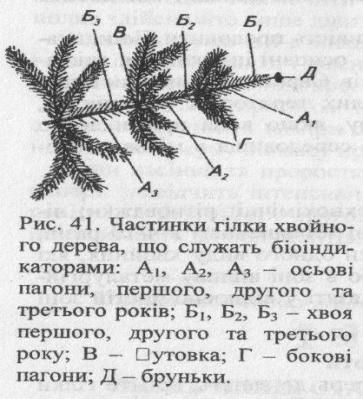 Б₃ В Б₂ Б₁
Д
А₁
А₂
А₃
Рис. 41. Частинки гілки хвойно-
го дерева, що служать біоінди-
каторами: А₁, А₂, А₃ – осьові
пагони, першого, другого та
третього років; Б₁, Б₂, Б₃ – хвоя
першого, другого та третього
року; В – □утовка; Г – бокові
пагони; Д – бруньки.